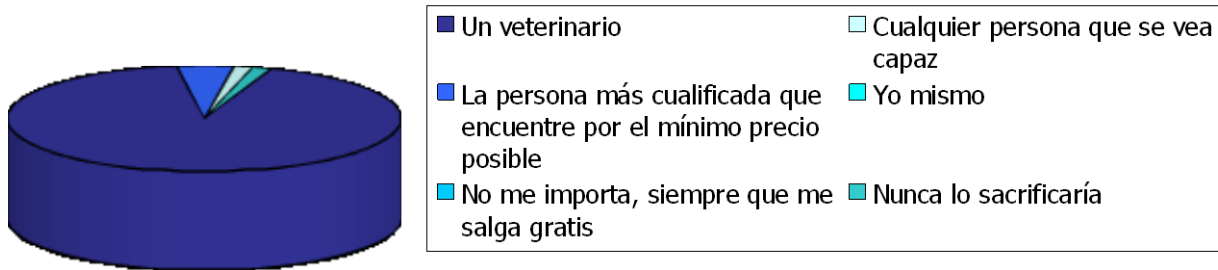 Un veterinario
Cualquier persona que se vea
capaz
La persona más cualificada que
encuentre por el mínimo precio
posible
Yo mismo
No me importa, siempre que me
salga gratis
Nunca lo sacrificaría